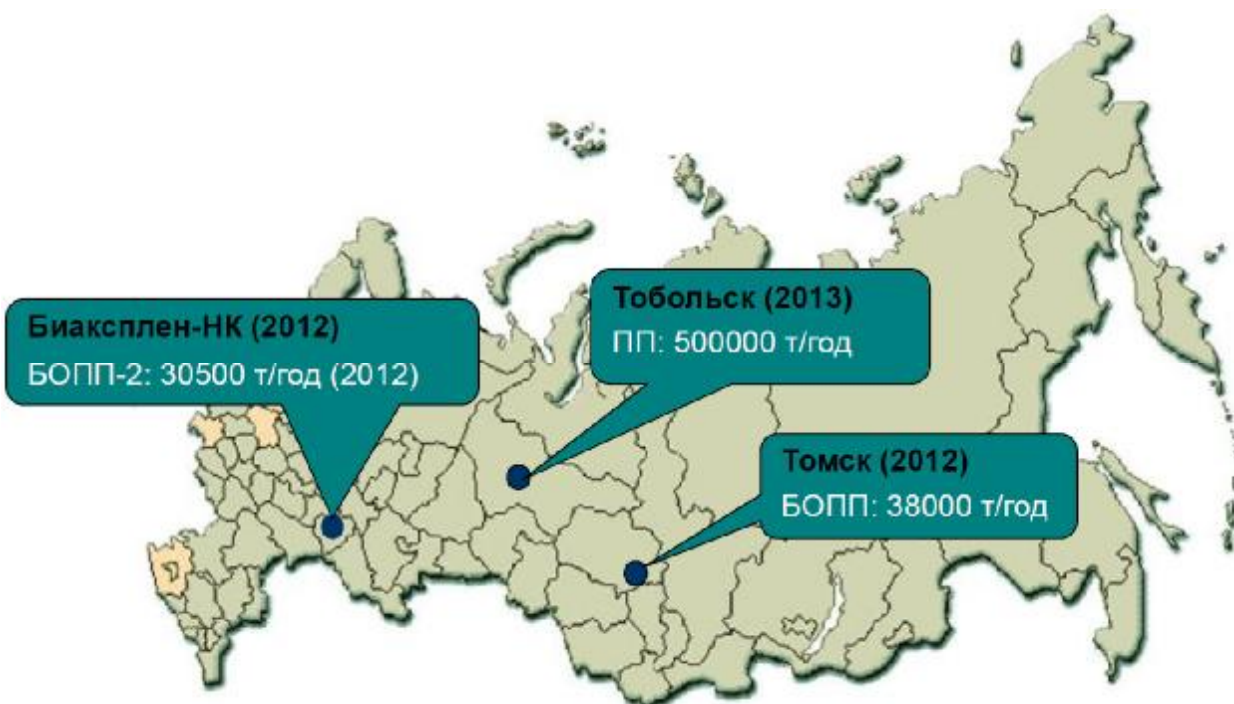 Биаксплен-НК (2012)
БОПП-2: 30500 т/год (2012)
Тобольск (2013)
ПП: 500000 т/год
Томск (2012)
БОПП: 38000 т/год